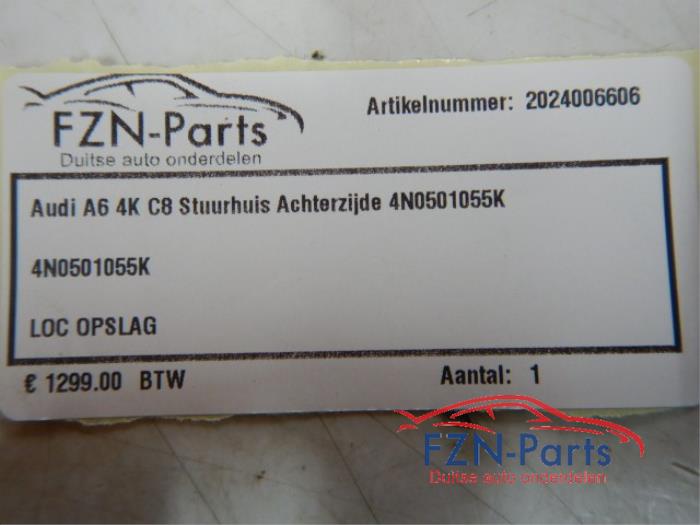 FZN-Parts
Duitse auto onderdelen
Artikelnummer: 2024006606
Audi A6 4K C8 Stuurhuis Achterzijde 4N0501055K
4N0501055K
LOC OPSLAG
€ 1299.00 BTW
Aantal: 1
FZN-Parts
Duitse auto onderdelen